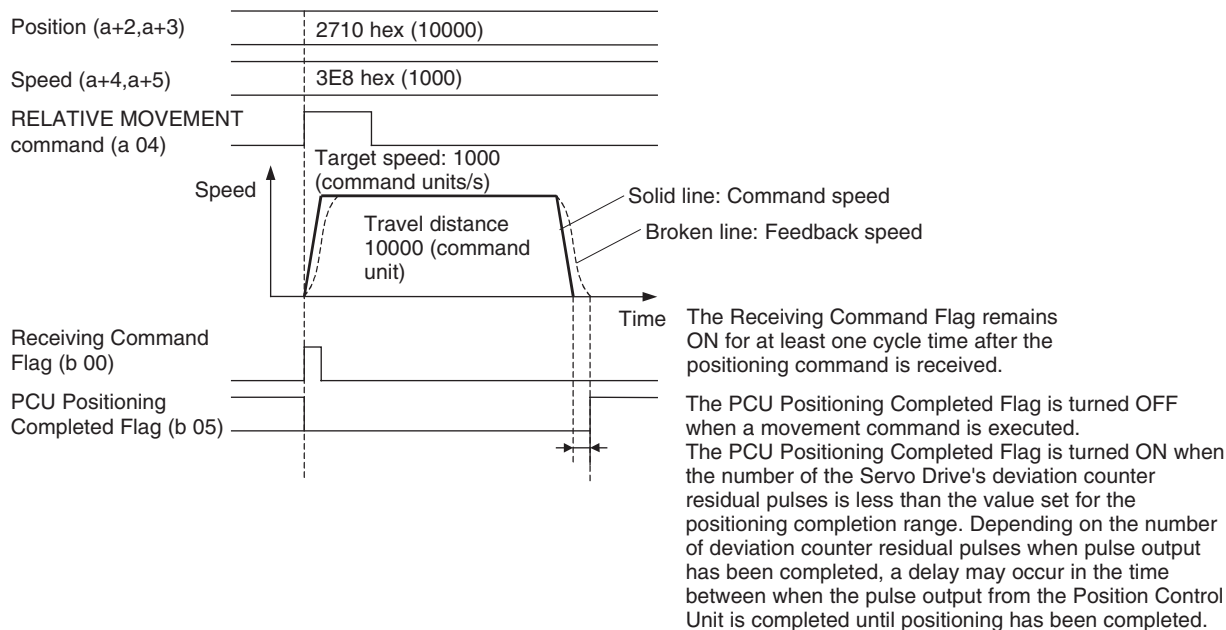 Position (a+2,a+3)
2710 hex (10000)
Speed (a+4,a+5)
3E8 hex (1000)
RELATIVE MOVEMENT
command (a 04)
Target speed: 1000
(command units/s)
Speed
Solid line: Command speed
Travel distance
10000 (command
unit)
Broken line: Feedback speed
Time
Receiving Command
Flag (b 00)
The Receiving Command Flag remains
ON for at least one cycle time after the
positioning command is received.
PCU Positioning
Completed Flag (b 05)
The PCU Positioning Completed Flag is turned OFF
when a movement command is executed.
The PCU Positioning Completed Flag is turned ON when
the number of the Servo Drive's deviation counter
residual pulses is less than the value set for the
positioning completion range. Depending on the number
of deviation counter residual pulses when pulse output
has been completed, a delay may occur in the time
between when the pulse output from the Position Control
Unit is completed until positioning has been completed.